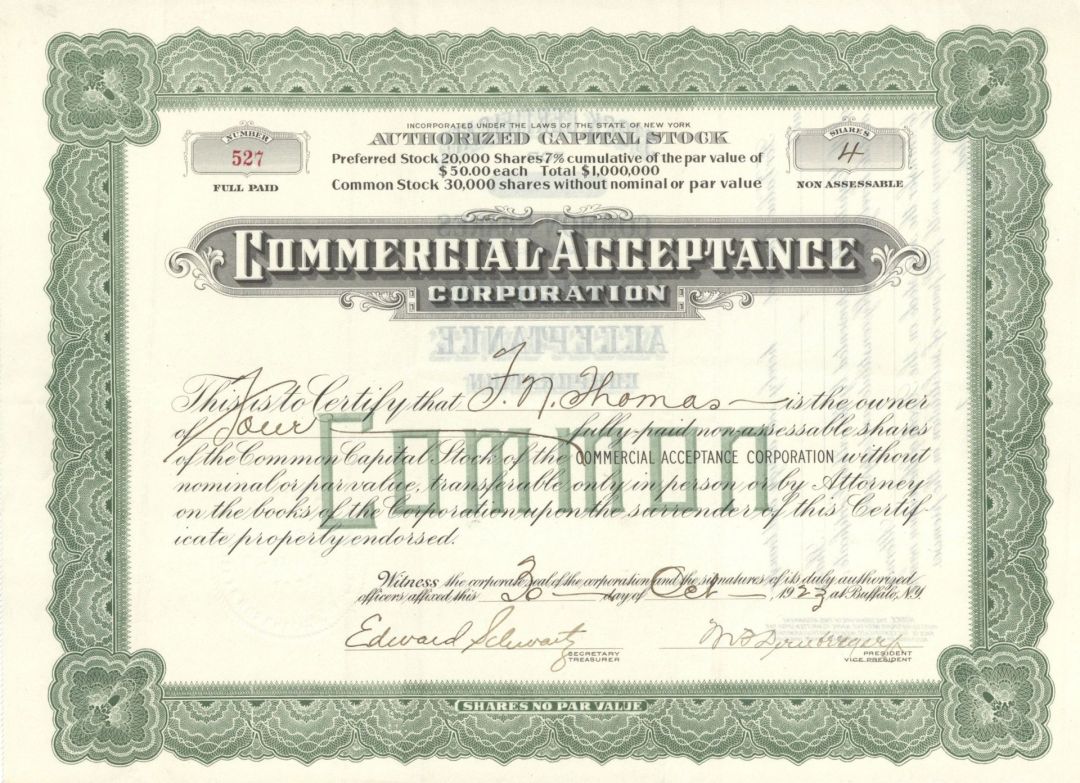 INCORPORATED UNDER THE LAWS OF THE STATE OF NEW YORK
AUTHORIZED CAPITAL STOCK
NUMBER
527
FULL PAID
Preferred Stock 20,000 Shares 7% cumulative of the par value of
$50.00 each Total $1,000,000
Common Stock 30,000 shares without nominal or par value
SHARES
4
NON ASSESSABLE
COMMERCIAL ACCEPTANCE
CORPORATION
This is to Certify that F. N. Thomas is the owner
of Four fully-paid non-assessable shares
of the Common Capital Stock of the COMMERCIAL ACCEPTANCE CORPORATION without
nominal or par value, transferable only in person or by Attorney
on the books of the Corporation upon the surrender of this Certif-
icate properly endorsed.
Common
Witness the corporate seal of the corporation and the signatures of its duly authorized
officers affixed this 30 day of Oct, 1923 at Buffalo, N.Y.
Edward Schwartz
SECRETARY
TREASURER
PRESIDENT
VICE PRESIDENT
SHARES NO PAR VALUE